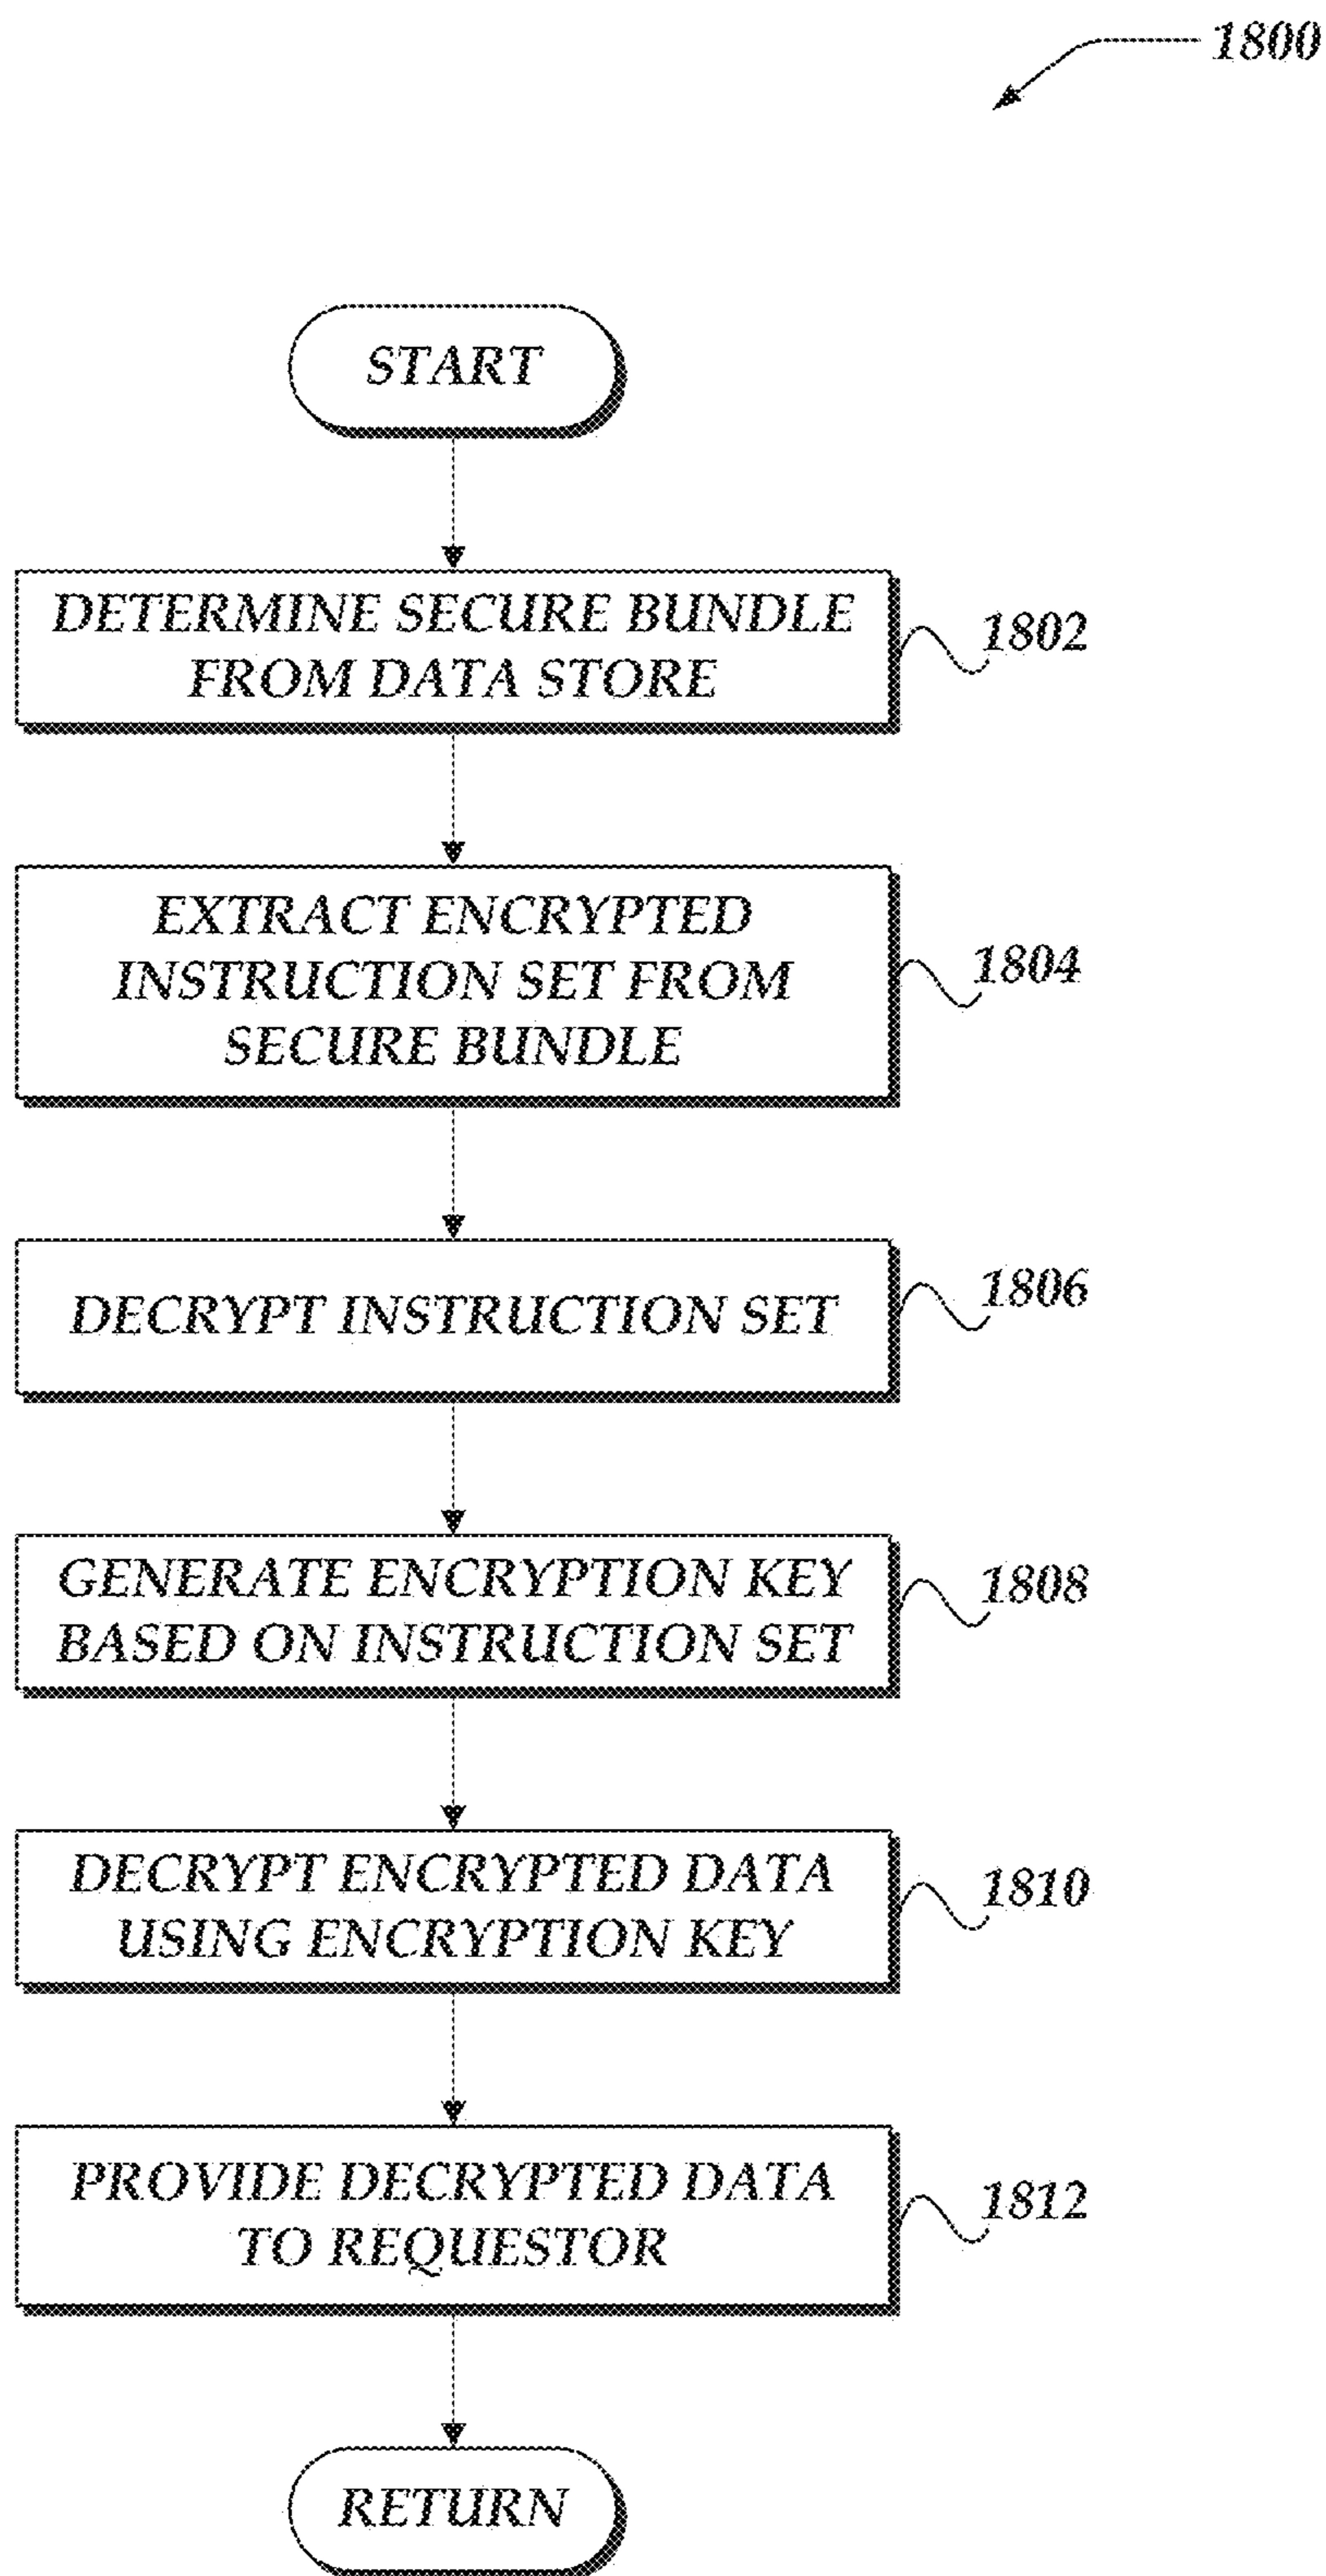 1800
START
DETERMINE SECURE BUNDLE
FROM DATA STORE
1802
EXTRACT ENCRYPTED
INSTRUCTION SET FROM
SECURE BUNDLE
1804
DECRYPT INSTRUCTION SET
1806
GENERATE ENCRYPTION KEY
BASED ON INSTRUCTION SET
1808
DECRYPT ENCRYPTED DATA
USING ENCRYPTION KEY
1810
PROVIDE DECRYPTED DATA
TO REQUESTOR
1812
RETURN